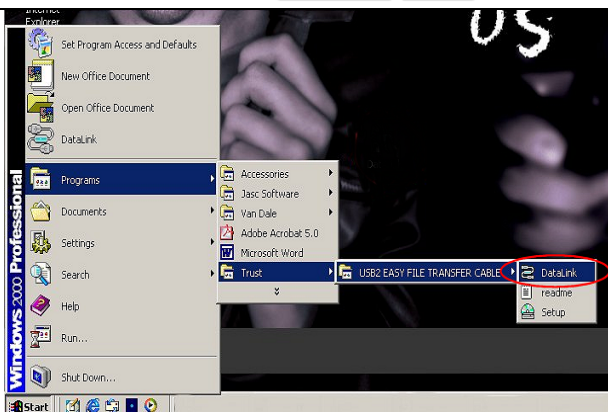 Internet
Explorer
05
Set Program Access and Defaults
New Office Document
Open Office Document
DataLink
Programs
Documents
Settings
Search
Help
Run...
Shut Down...
Windows 2000 Professional
Accessories
Jasc Software
Van Dale
Adobe Acrobat 5.0
Microsoft Word
Trust
USB2 EASY FILE TRANSFER CABLE
DataLink
readme
Setup
Start